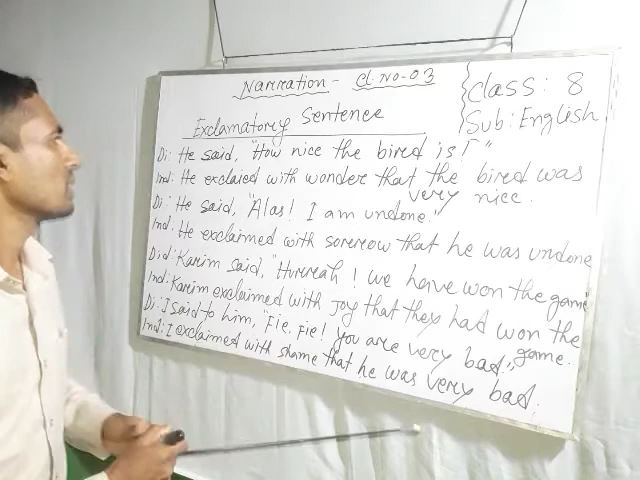 Narration - Cl. No-03
Class: 8
Sub: English
Exclamatory Sentence
Di: He said, "How nice the bird is!"
Ind: He exclaied with wonder that the bird was very nice.
Di: He said, "Alas! I am undone."
Ind: He exclaimed with sorrow that he was undone
Did: Karim said, "Hurrah! we have won the game
Ind: Karim exclaimed with joy that they had won the game.
Di: I said to him, "Fie. Fie! you are very bad"
Ind: I exclaimed with shame that he was very bad.